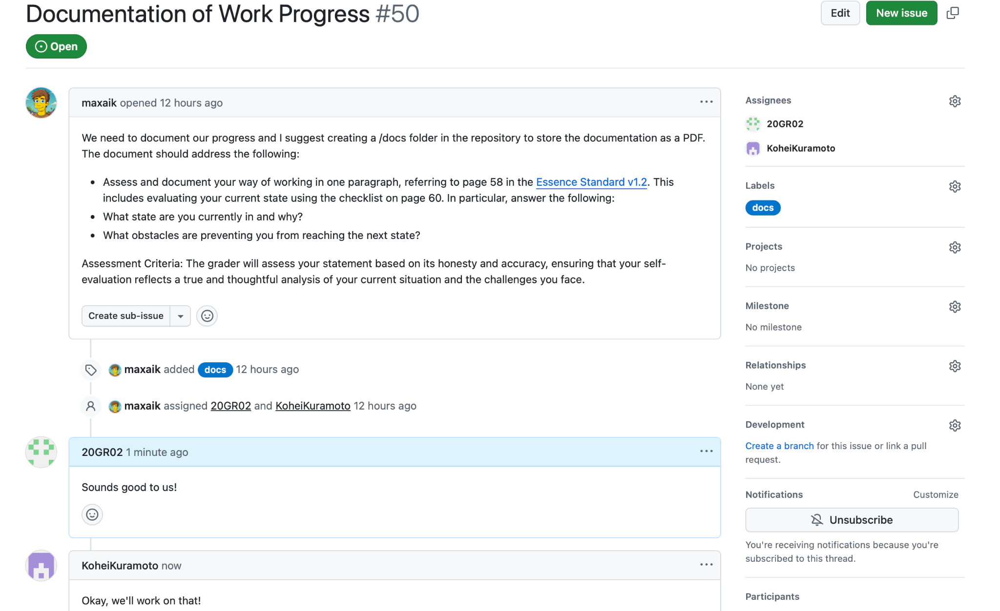 Documentation of Work Progress #50
Edit
New issue
Open
maxaik opened 12 hours ago
We need to document our progress and I suggest creating a /docs folder in the repository to store the documentation as a PDF.
The document should address the following:
Assess and document your way of working in one paragraph, referring to page 58 in the Essence Standard v1.2. This
includes evaluating your current state using the checklist on page 60. In particular, answer the following:
What state are you currently in and why?
What obstacles are preventing you from reaching the next state?
Assessment Criteria: The grader will assess your statement based on its honesty and accuracy, ensuring that your self-
evaluation reflects a true and thoughtful analysis of your current situation and the challenges you face.
Create sub-issue
maxaik added docs 12 hours ago
maxaik assigned 20GR02 and KoheiKuramoto 12 hours ago
20GR02 1 minute ago
Sounds good to us!
KoheiKuramoto now
Okay, we'll work on that!
Assignees
20GR02
KoheiKuramoto
Labels
docs
Projects
No projects
Milestone
No milestone
Relationships
None yet
Development
Create a branch for this issue or link a pull
request.
Notifications
Customize
Unsubscribe
You're receiving notifications because you're
subscribed to this thread.
Participants